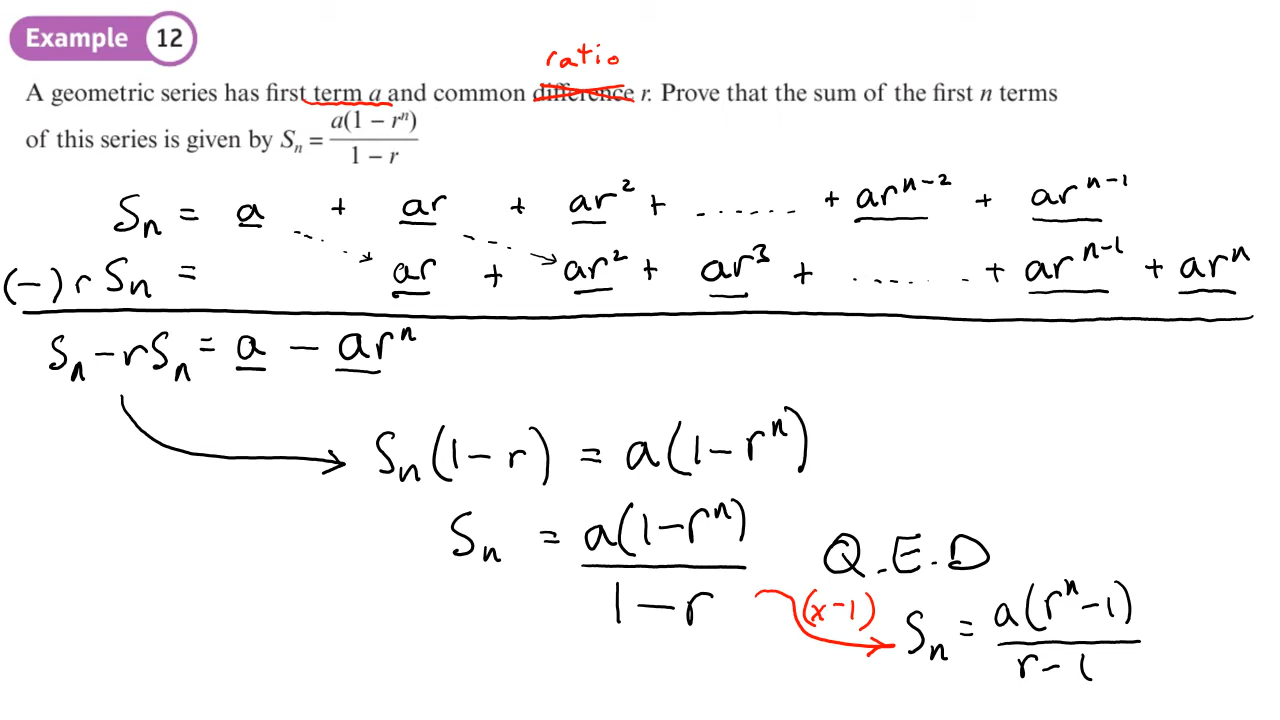 Example 12
ratio
A geometric series has first term a and common difference r. Prove that the sum of the first n terms
of this series is given by Sₙ = a(1 − rⁿ) / 1 − r
Sₙ = a + ar + ar² + ....... + arⁿ⁻² + arⁿ⁻¹
(−) r Sₙ = ar + ar² + ar³ + ....... + arⁿ⁻¹ + arⁿ
Sₙ − rSₙ = a − arⁿ
Sₙ(1 − r) = a(1 − rⁿ)
Sₙ = a(1 − rⁿ) / 1 − r
Q.E.D
(x −1)
Sₙ = a(rⁿ − 1) / r − 1